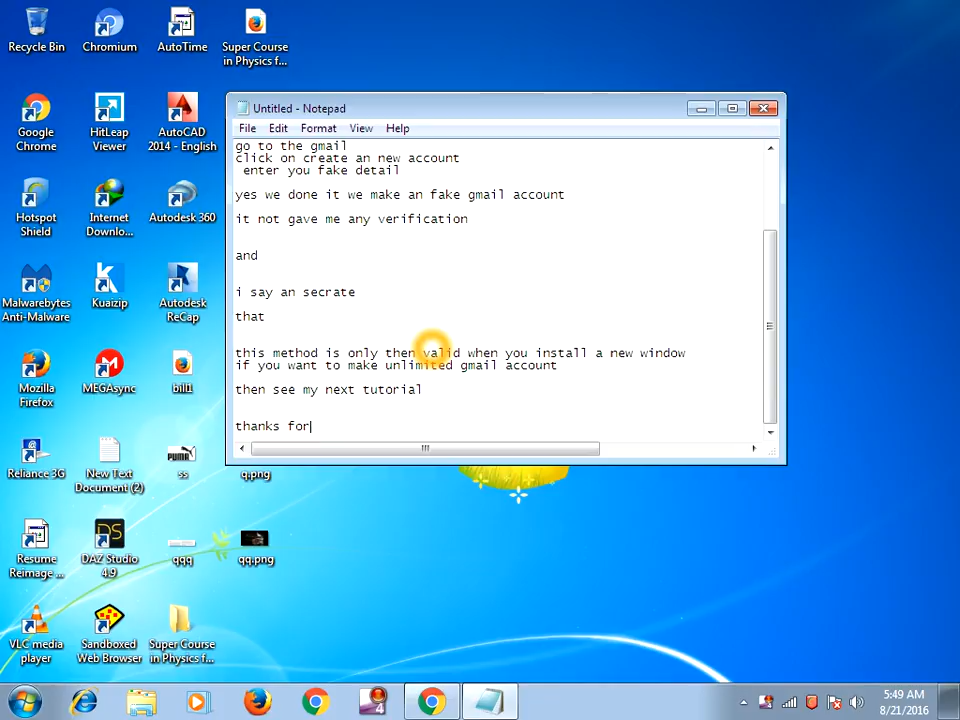 Recycle Bin
Chromium
AutoTime
Super Course
in Physics f...
Google
Chrome
HitLeap
Viewer
AutoCAD
2014 - English
Hotspot
Shield
Internet
Downlo...
Autodesk 360
Malwarebytes
Anti-Malware
Kuaizip
Autodesk
ReCap
Mozilla
Firefox
MEGAsync
bill1
Reliance 3G
New Text
Document (2)
PUMA
ss
q.png
Resume
Reimage ...
DS
DAZ Studio
4.9
qqq
qq.png
VLC media
player
Sandboxed
Web Browser
Super Course
in Physics f...
Untitled - Notepad
File Edit Format View Help
go to the gmail
click on create an new account
enter you fake detail
yes we done it we make an fake gmail account
it not gave me any verification
and
i say an secrate
that
this method is only then valid when you install a new window
if you want to make unlimited gmail account
then see my next tutorial
thanks for
4
5:49 AM
8/21/2016